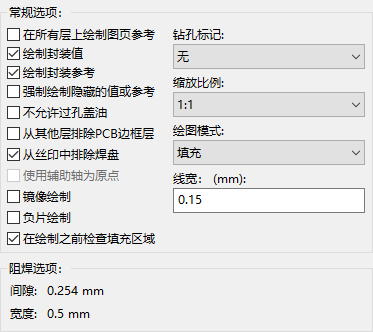 常规选项:
在所有层上绘制图页参考
绘制封装值
绘制封装参考
强制绘制隐藏的值或参考
不允许过孔盖油
从其他层排除PCB边框层
从丝印中排除焊盘
使用辅助轴为原点
镜像绘制
负片绘制
在绘制之前检查填充区域
钻孔标记:
无
缩放比例:
1:1
绘图模式:
填充
线宽: (mm):
0.15
阻焊选项:
间隙: 0.254 mm
宽度: 0.5 mm